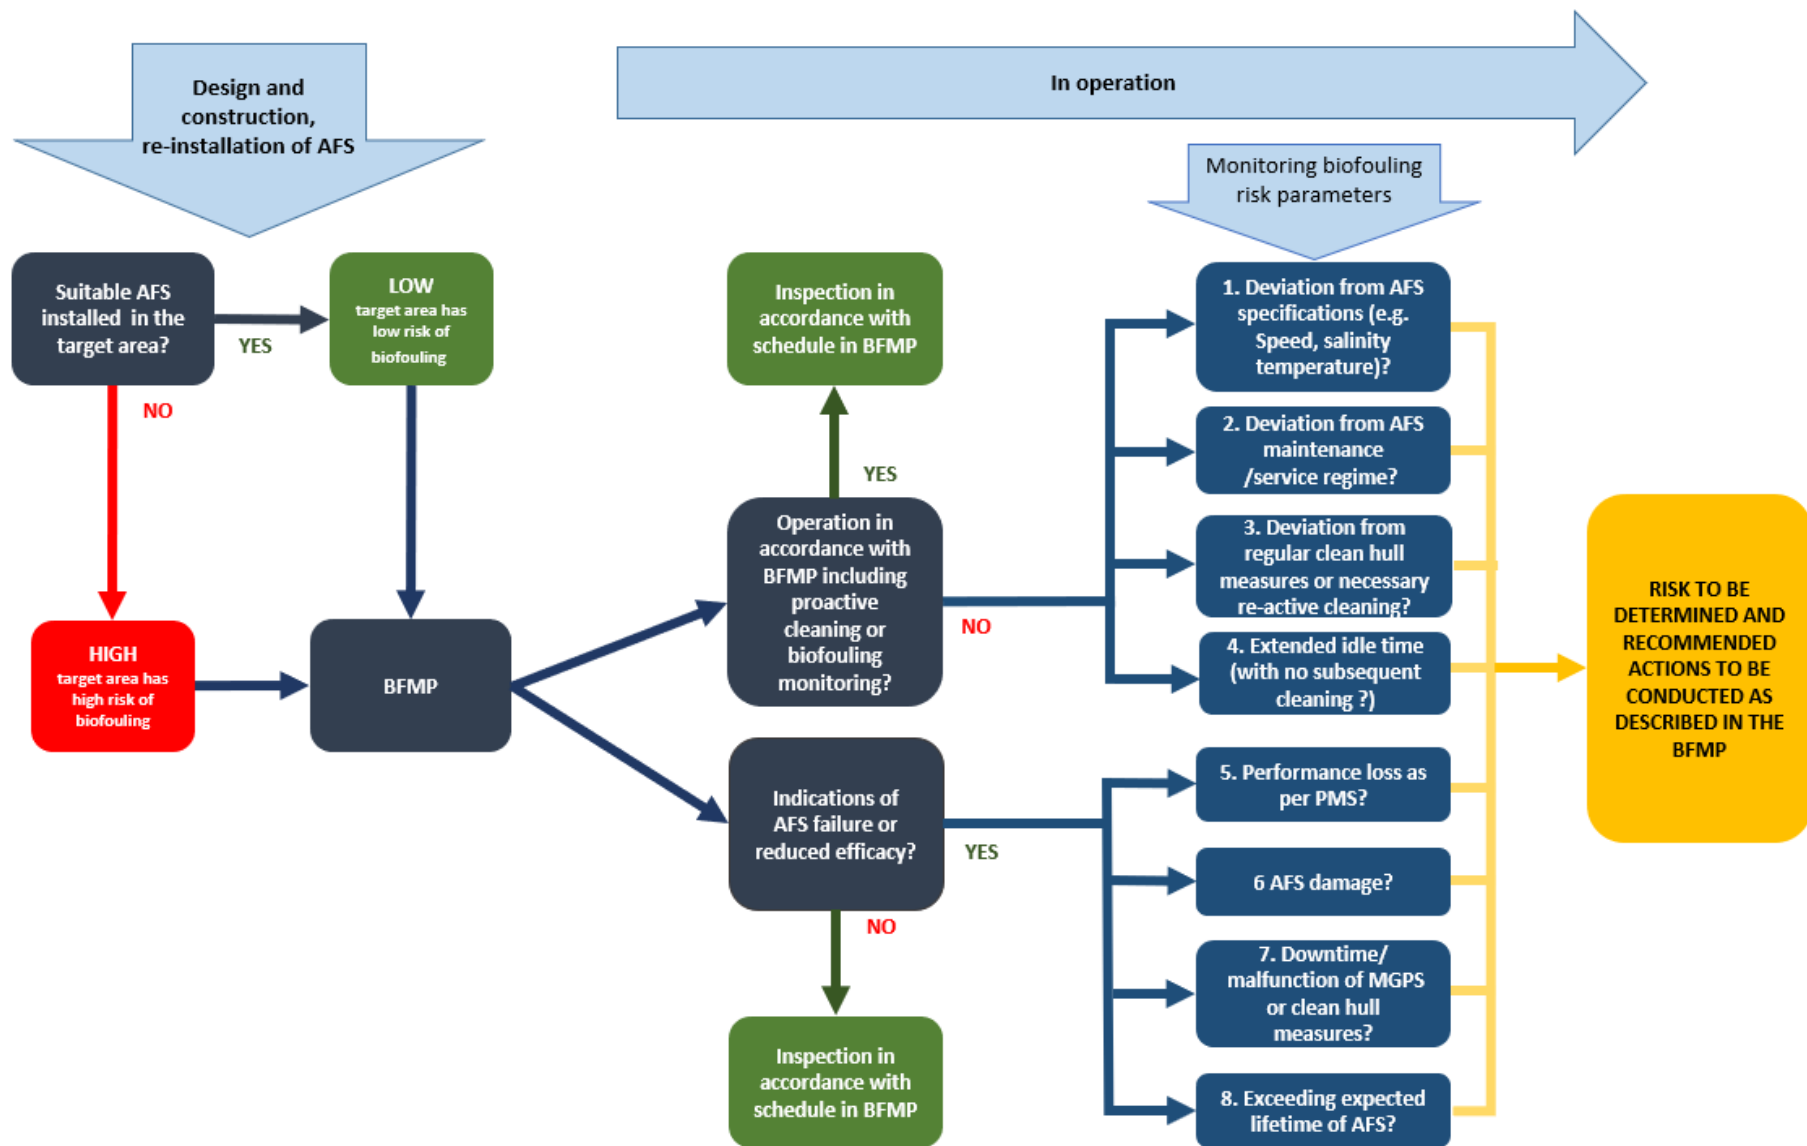 Design and
construction,
re-installation of AFS
In operation
Monitoring biofouling
risk parameters
Suitable AFS
installed in the
target area?
YES
NO
LOW
target area has
low risk of
biofouling
HIGH
target area has
high risk of
biofouling
BFMP
Inspection in
accordance with
schedule in BFMP
YES
Operation in
accordance with
BFMP including
proactive
cleaning or
biofouling
monitoring?
NO
Indications of
AFS failure or
reduced efficacy?
YES
NO
Inspection in
accordance with
schedule in BFMP
1. Deviation from AFS
specifications (e.g.
Speed, salinity
temperature)?
2. Deviation from AFS
maintenance
/service regime?
3. Deviation from
regular clean hull
measures or necessary
re-active cleaning?
4. Extended idle time
(with no subsequent
cleaning ?)
5. Performance loss as
per PMS?
6 AFS damage?
7. Downtime/
malfunction of MGPS
or clean hull
measures?
8. Exceeding expected
lifetime of AFS?
RISK TO BE
DETERMINED AND
RECOMMENDED
ACTIONS TO BE
CONDUCTED AS
DESCRIBED IN THE
BFMP